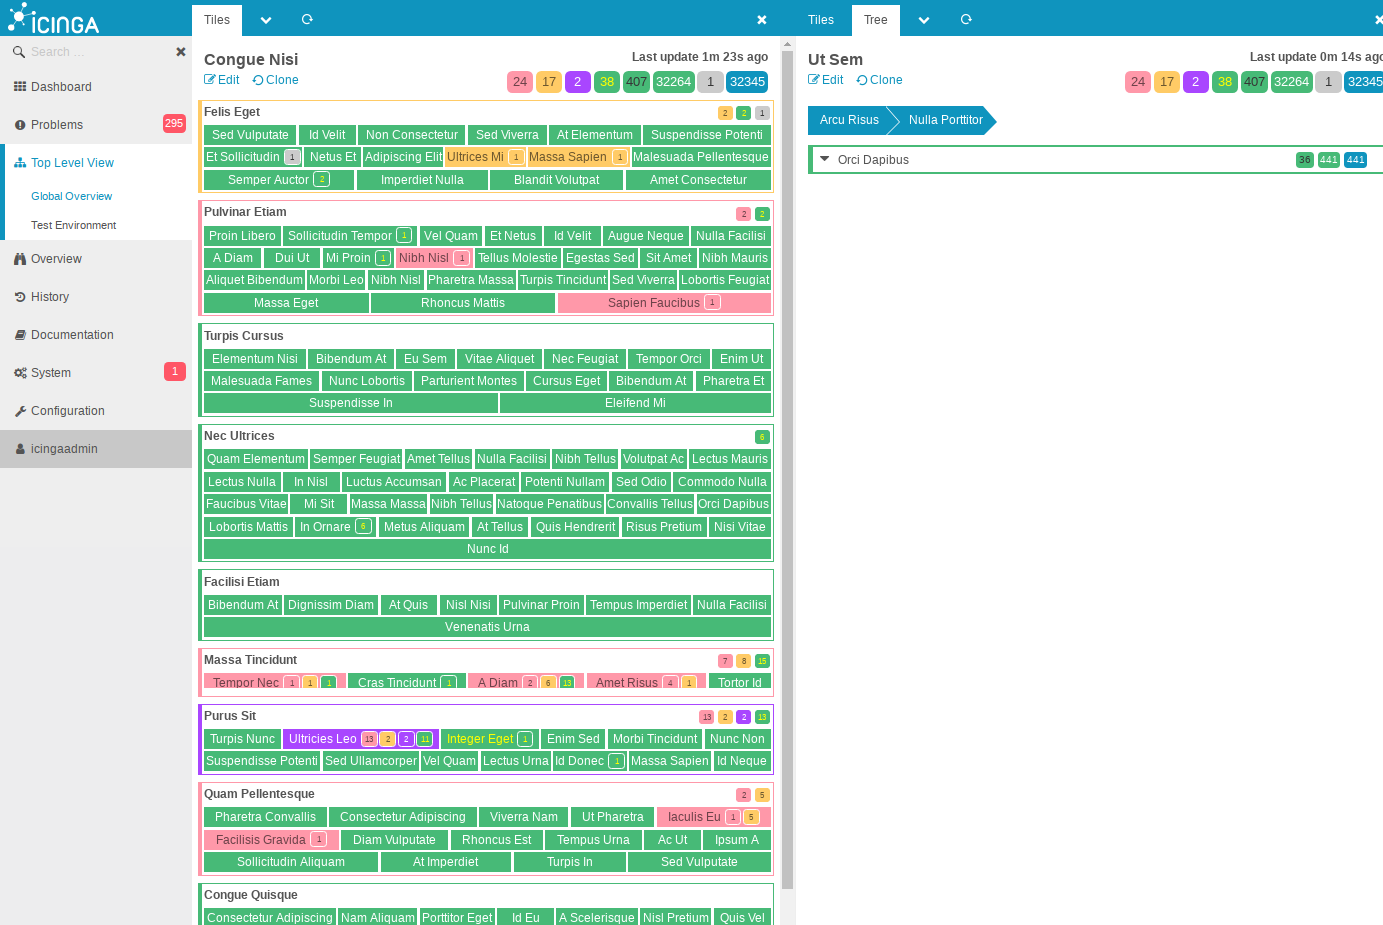 ICINGA
Search ...
Dashboard
Problems 295
Top Level View
Global Overview
Test Environment
Overview
History
Documentation
System 1
Configuration
icingaadmin
Tiles
Congue Nisi
Last update 1m 23s ago
Edit Clone
24 17 2 38 407 32264 1 32345
Felis Eget 2 2 1
Sed Vulputate Id Velit Non Consectetur Sed Viverra At Elementum Suspendisse Potenti
Et Sollicitudin 1 Netus Et Adipiscing Elit Ultrices Mi 1 Massa Sapien 1 Malesuada Pellentesque
Semper Auctor 2 Imperdiet Nulla Blandit Volutpat Amet Consectetur
Pulvinar Etiam 2 2
Proin Libero Sollicitudin Tempor 1 Vel Quam Et Netus Id Velit Augue Neque Nulla Facilisi
A Diam Dui Ut Mi Proin 1 Nibh Nisl 1 Tellus Molestie Egestas Sed Sit Amet Nibh Mauris
Aliquet Bibendum Morbi Leo Nibh Nisl Pharetra Massa Turpis Tincidunt Sed Viverra Lobortis Feugiat
Massa Eget Rhoncus Mattis Sapien Faucibus 1
Turpis Cursus
Elementum Nisi Bibendum At Eu Sem Vitae Aliquet Nec Feugiat Tempor Orci Enim Ut
Malesuada Fames Nunc Lobortis Parturient Montes Cursus Eget Bibendum At Pharetra Et
Suspendisse In Eleifend Mi
Nec Ultrices 6
Quam Elementum Semper Feugiat Amet Tellus Nulla Facilisi Nibh Tellus Volutpat Ac Lectus Mauris
Lectus Nulla In Nisl Luctus Accumsan Ac Placerat Potenti Nullam Sed Odio Commodo Nulla
Faucibus Vitae Mi Sit Massa Massa Nibh Tellus Natoque Penatibus Convallis Tellus Orci Dapibus
Lobortis Mattis In Ornare 6 Metus Aliquam At Tellus Quis Hendrerit Risus Pretium Nisi Vitae
Nunc Id
Facilisi Etiam
Bibendum At Dignissim Diam At Quis Nisl Nisi Pulvinar Proin Tempus Imperdiet Nulla Facilisi
Venenatis Urna
Massa Tincidunt 7 8 15
Tempor Nec 1 1 1 Cras Tincidunt 1 A Diam 2 6 13 Amet Risus 4 1 Tortor Id
Purus Sit 13 2 2 13
Turpis Nunc Ultricies Leo 13 2 2 11 Integer Eget 1 Enim Sed Morbi Tincidunt Nunc Non
Suspendisse Potenti Sed Ullamcorper Vel Quam Lectus Urna Id Donec 1 Massa Sapien Id Neque
Quam Pellentesque 2 5
Pharetra Convallis Consectetur Adipiscing Viverra Nam Ut Pharetra Iaculis Eu 1 5
Facilisis Gravida 1 Diam Vulputate Rhoncus Est Tempus Urna Ac Ut Ipsum A
Sollicitudin Aliquam At Imperdiet Turpis In Sed Vulputate
Congue Quisque
Consectetur Adipiscing Nam Aliquam Porttitor Eget Id Eu A Scelerisque Nisl Pretium Quis Vel
Tiles Tree
Ut Sem
Last update 0m 14s ago
Edit Clone
24 17 2 38 407 32264 1 32345
Arcu Risus Nulla Porttitor
Orci Dapibus 36 441 441